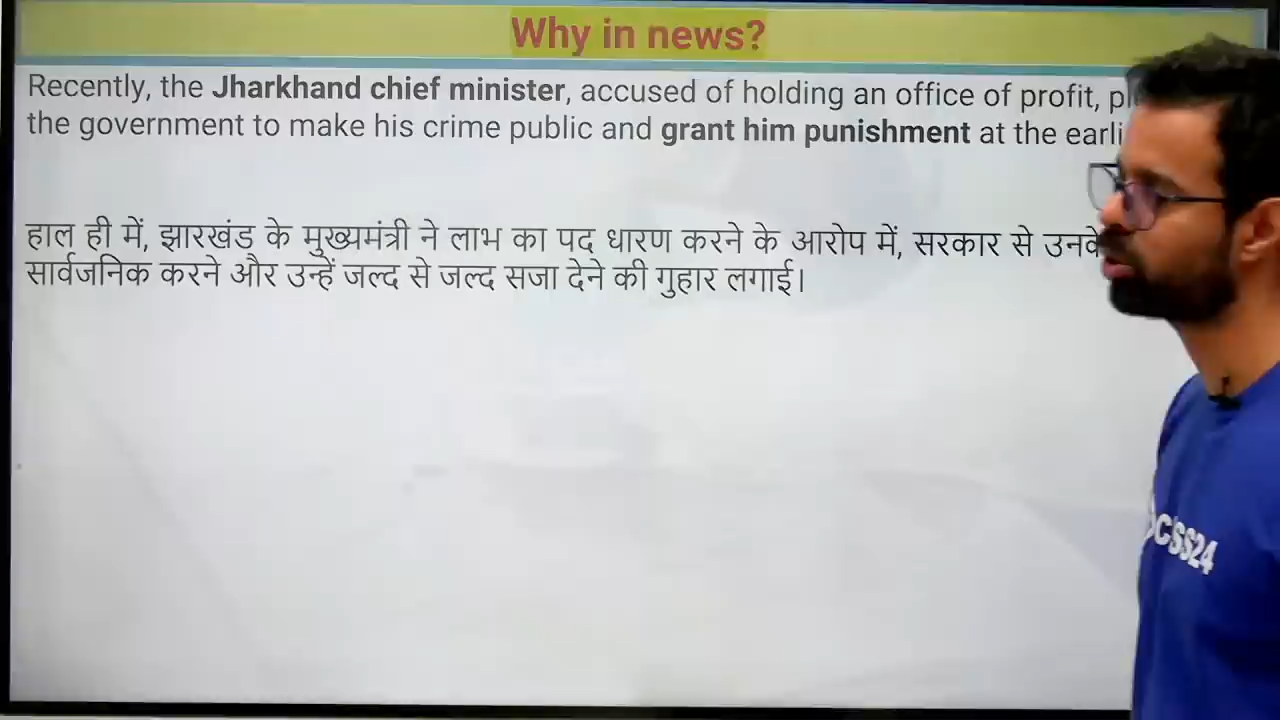 Why in news?
Recently, the Jharkhand chief minister, accused of holding an office of profit,
the government to make his crime public and grant him punishment at the
हाल ही में, झारखंड के मुख्यमंत्री ने लाभ का पद धारण करने के आरोप में, सरकार से उनके
सार्वजनिक करने और उन्हें जल्द से जल्द सजा देने की गुहार लगाई।
CSS24